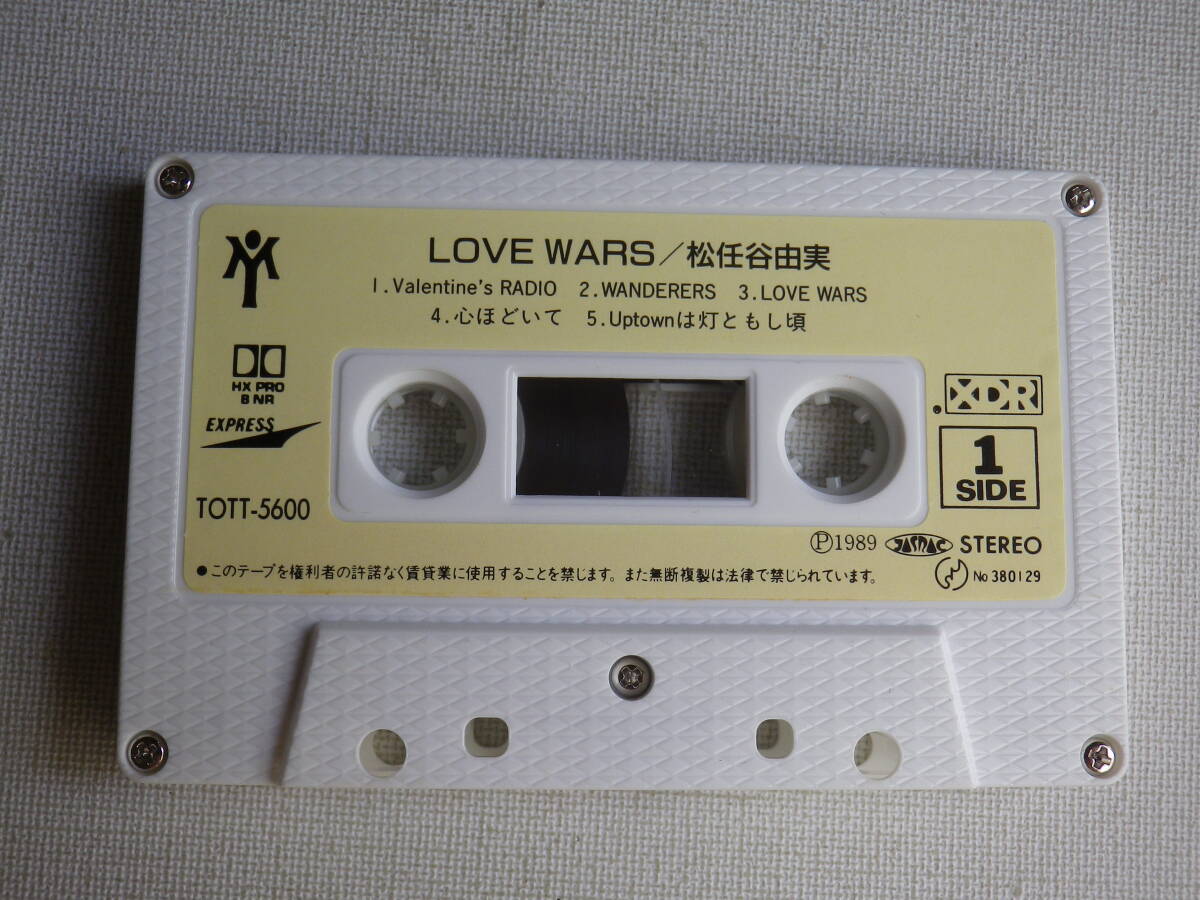 LOVE WARS／松任谷由実
1.Valentine's RADIO 2.WANDERERS 3.LOVE WARS
4.心ほどいて 5.Uptownは灯ともし頃
HX PRO
B NR
EXPRESS
XDR
1
SIDE
TOTT-5600
Ⓟ1989 JASRAC STEREO
●このテープを権利者の許諾なく賃貸業に使用することを禁じます。また無断複製は法律で禁じられています。
No 380129